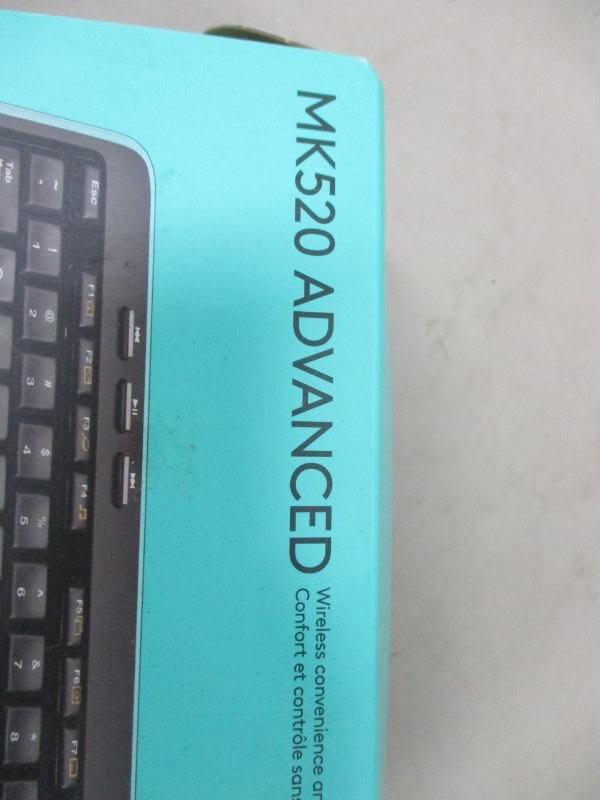 MK520 ADVANCED
Wireless convenience
Confort et contrôle sans
Esc F1 F2 F3 F4 F5 F6 F7
~ ! @ # $ % ^ & *
` 1 2 3 4 5 6 7 8
Tab